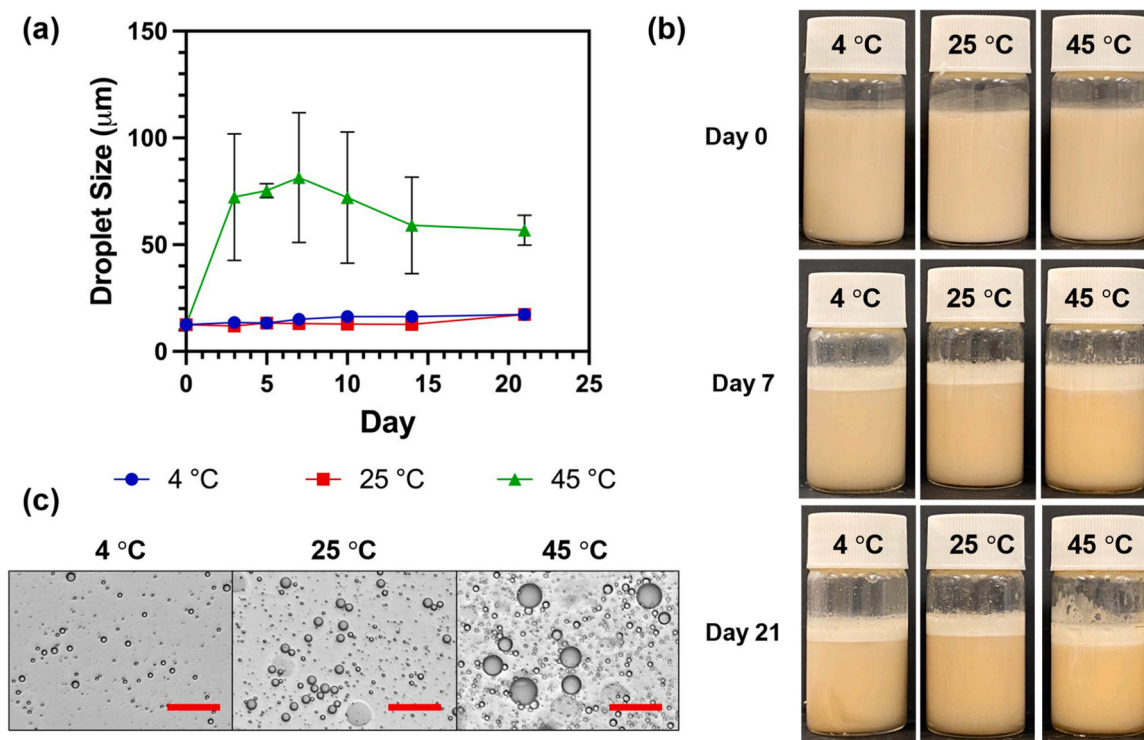 (a)
150
100
50
0
Droplet Size (μm)
0 5 10 15 20 25
Day
4 °C 25 °C 45 °C
(b)
4 °C 25 °C 45 °C
Day 0
4 °C 25 °C 45 °C
Day 7
4 °C 25 °C 45 °C
Day 21
(c)
4 °C 25 °C 45 °C